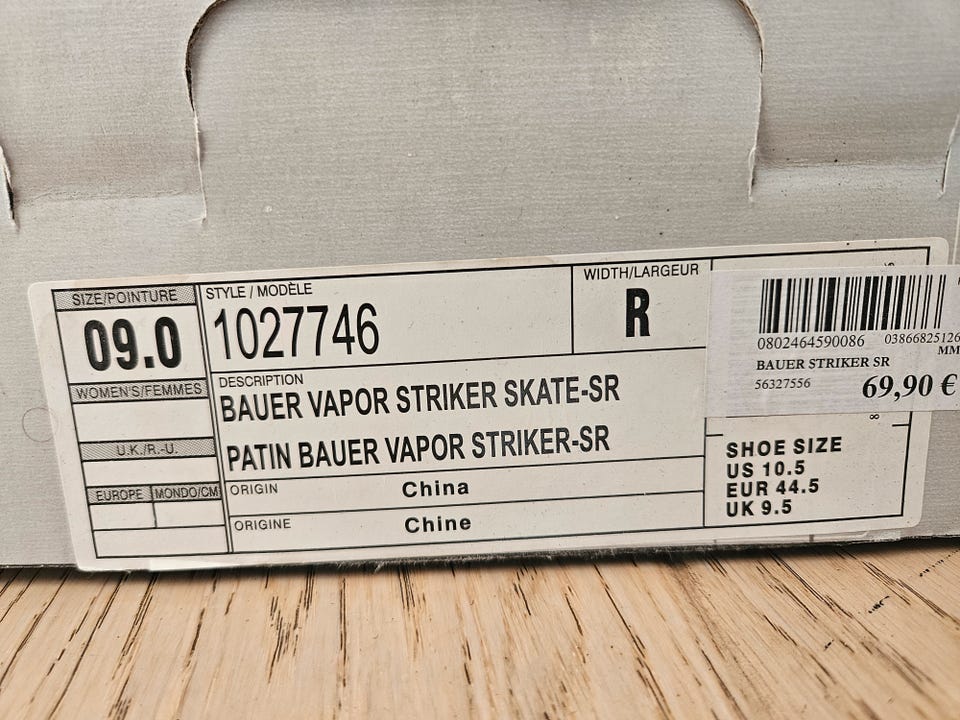 SIZE/POINTURE
09.0
WOMEN'S/FEMMES
U.K./R.-U.
EUROPE MONDO/CM
STYLE / MODÈLE
1027746
WIDTH/LARGEUR
R
DESCRIPTION
BAUER VAPOR STRIKER SKATE-SR
PATIN BAUER VAPOR STRIKER-SR
ORIGIN China
ORIGINE Chine
0802464590086 03866825126
MM
BAUER STRIKER SR
56327556
69,90 €
SHOE SIZE
US 10.5
EUR 44.5
UK 9.5